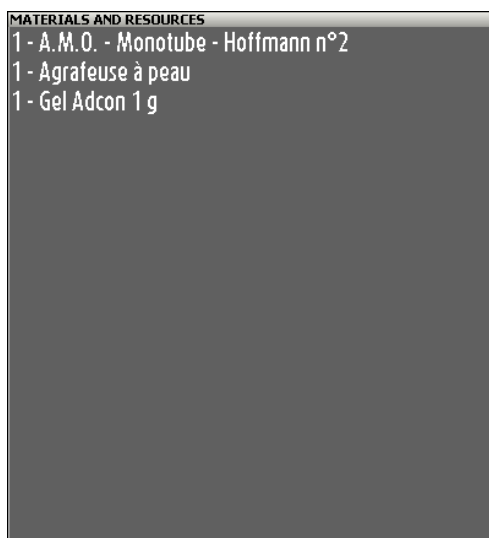 MATERIALS AND RESOURCES
1 - A.M.O. - Monotube - Hoffmann n°2
1 - Agrafeuse à peau
1 - Gel Adcon 1 g